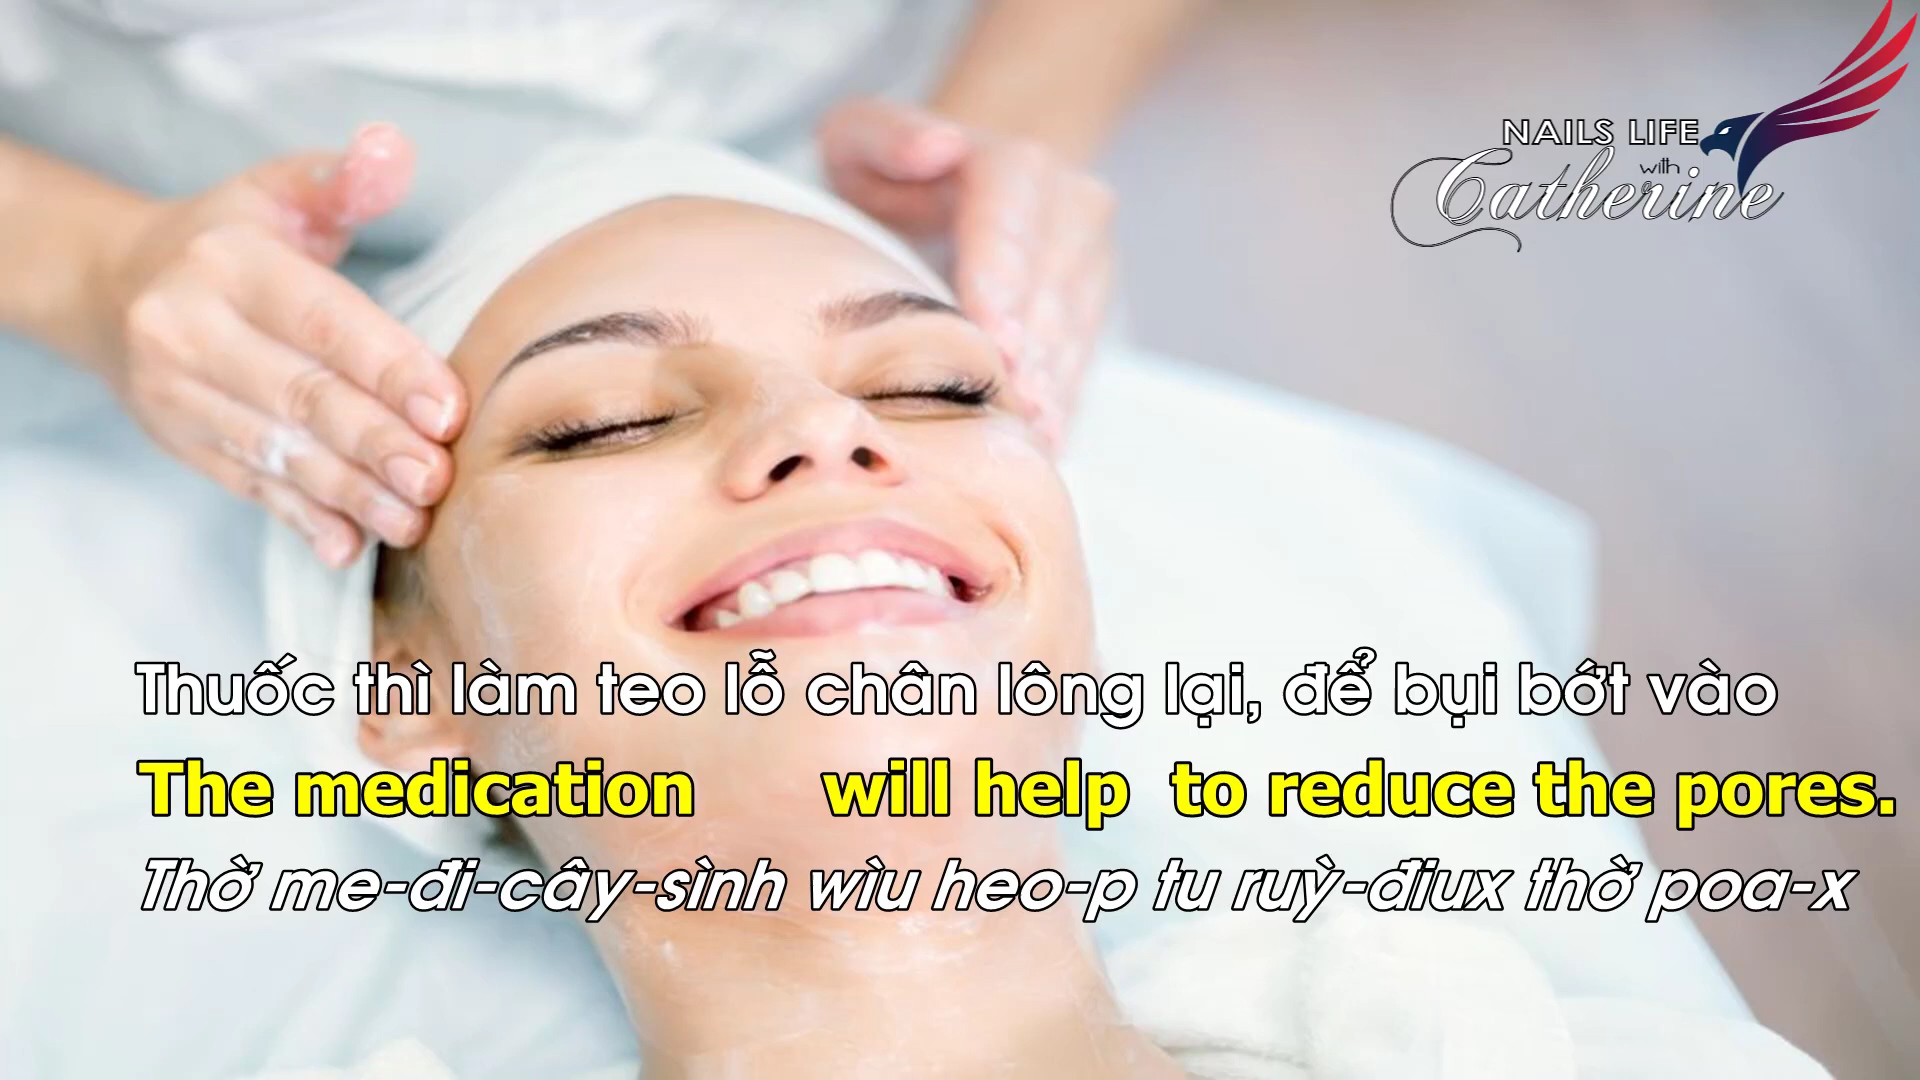 NAILS LIFE
with
Catherine
Thuốc thì làm teo lỗ chân lông lại, để bụi bớt vào
The medication will help to reduce the pores.
Thờ me-đi-cây-sình wìu heo-p tu ruỳ-điux thờ poa-x